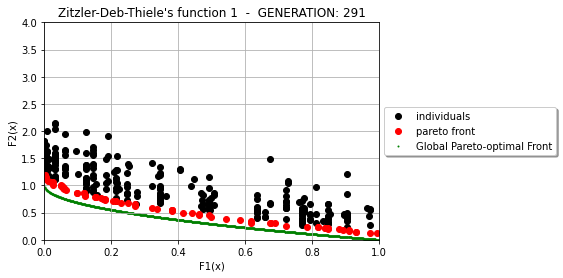 Zitzler-Deb-Thiele's function 1 - GENERATION: 291
4.0
3.5
3.0
2.5
2.0
1.5
1.0
0.5
0.0
F2(x)
0.0 0.2 0.4 0.6 0.8 1.0
F1(x)
individuals
pareto front
Global Pareto-optimal Front